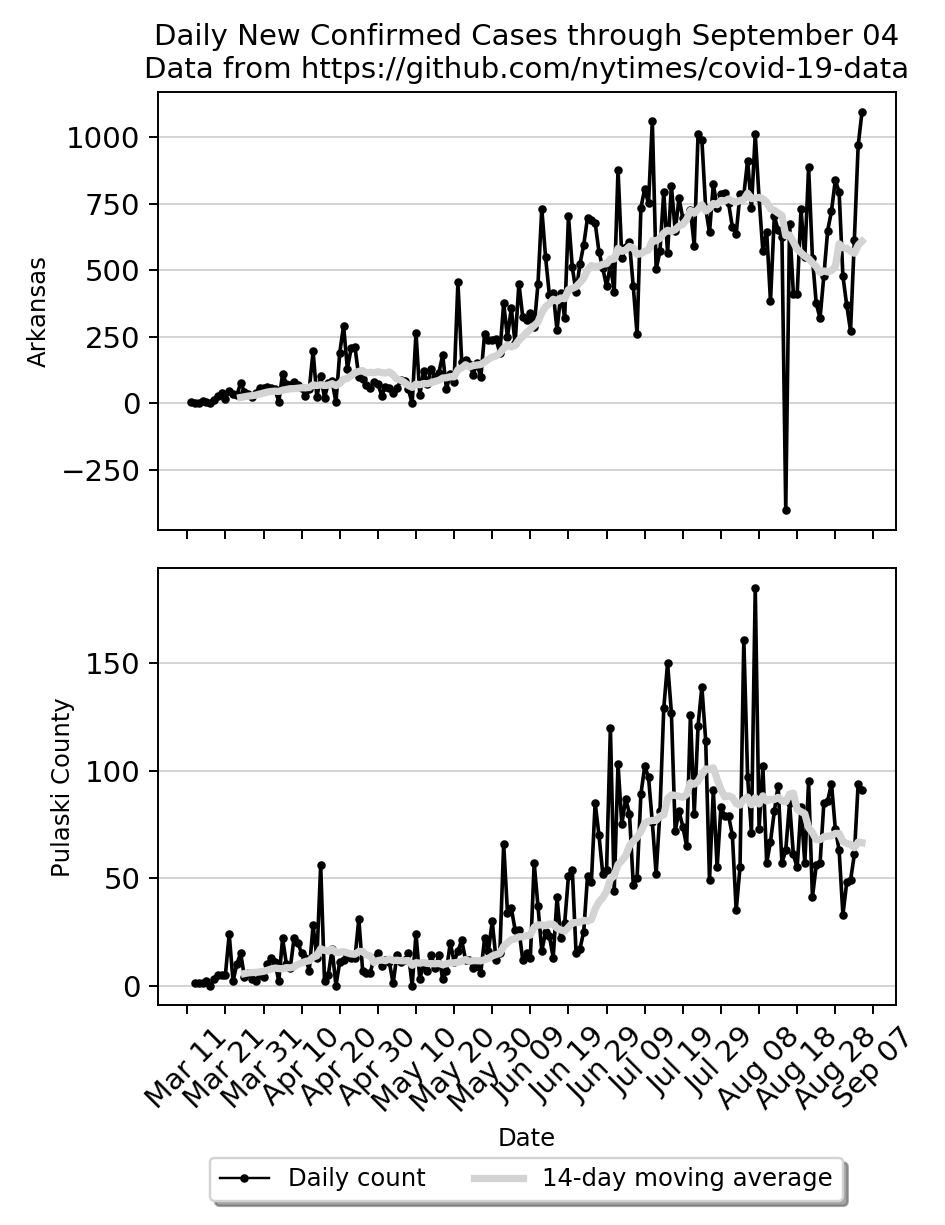 Daily New Confirmed Cases through September 04
Data from https://github.com/nytimes/covid-19-data
1000
750
500
250
0
−250
Arkansas
150
100
50
0
Pulaski County
Mar 11
Mar 21
Mar 31
Apr 10
Apr 20
Apr 30
May 10
May 20
May 30
Jun 09
Jun 19
Jun 29
Jul 09
Jul 19
Jul 29
Aug 08
Aug 18
Aug 28
Sep 07
Date
Daily count
14-day moving average